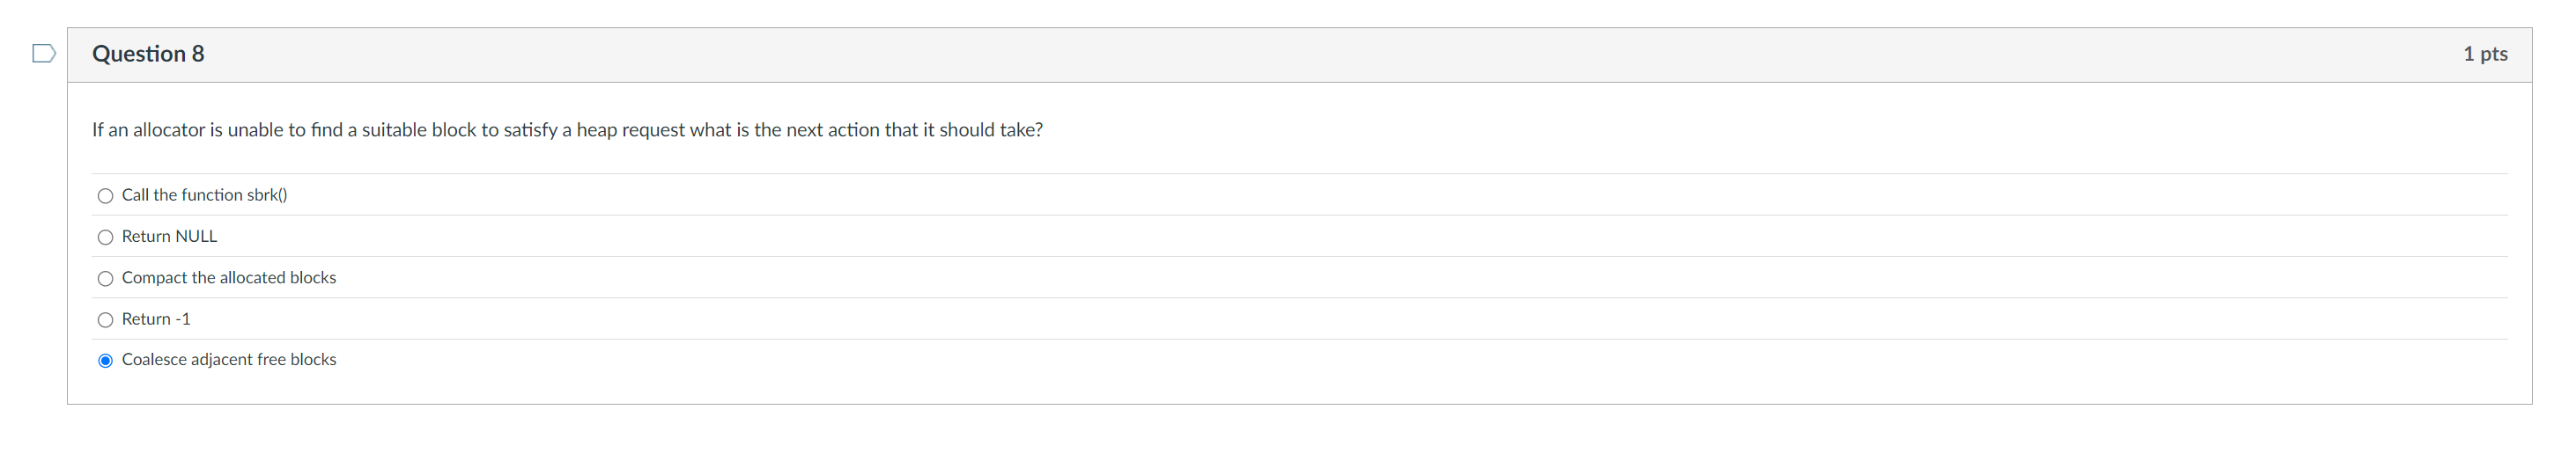 Question 8
1 pts
If an allocator is unable to find a suitable block to satisfy a heap request what is the next action that it should take?
Call the function sbrk()
Return NULL
Compact the allocated blocks
Return -1
Coalesce adjacent free blocks